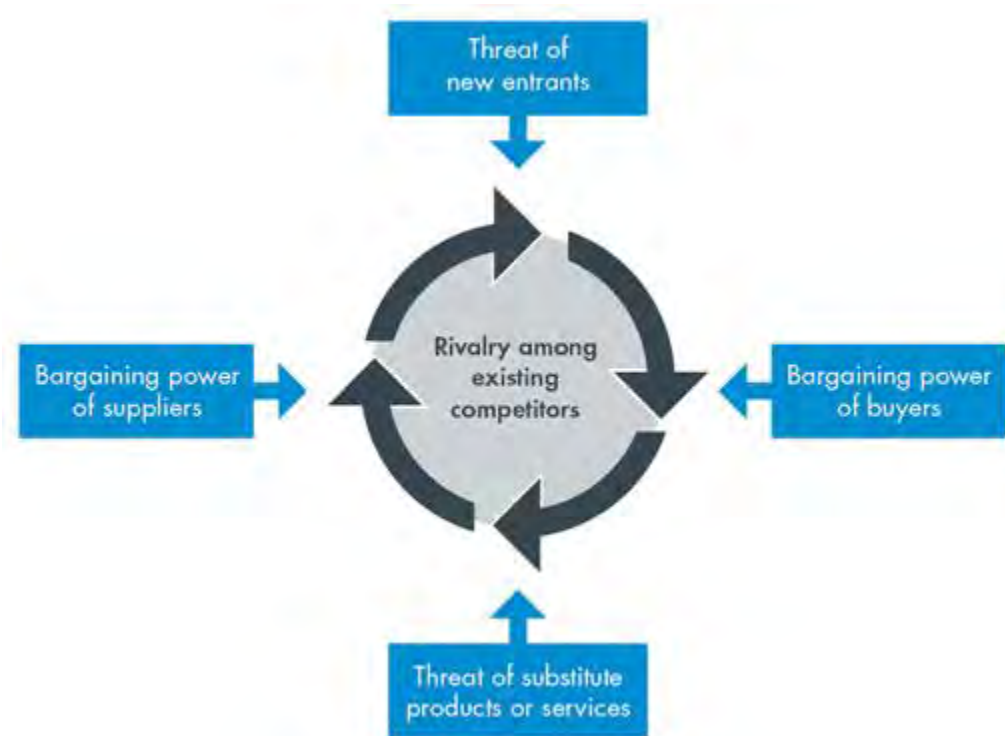 Threat of
new entrants
Bargaining power
of suppliers
Rivalry among
existing
competitors
Bargaining power
of buyers
Threat of substitute
products or services